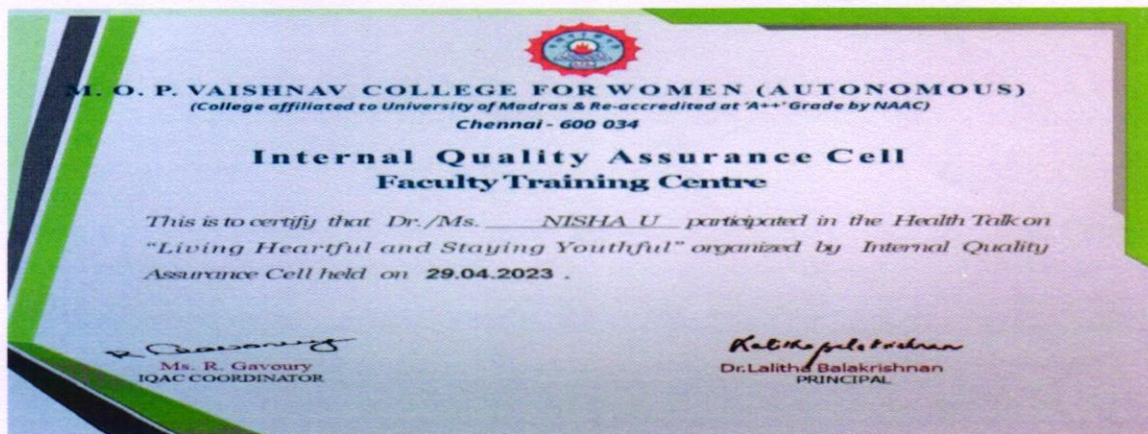 M. O. P. VAISHNAV COLLEGE FOR WOMEN (AUTONOMOUS)
(College affiliated to University of Madras & Re-accredited at 'A++' Grade by NAAC)
Chennai - 600 034
Internal Quality Assurance Cell
Faculty Training Centre
This is to certify that Dr./Ms. NISHA U participated in the Health Talk on
“Living Heartful and Staying Youthful” organized by Internal Quality
Assurance Cell held on 29.04.2023 .
Ms. R. Gavoury
IQAC COORDINATOR
Dr.Lalitha Balakrishnan
PRINCIPAL